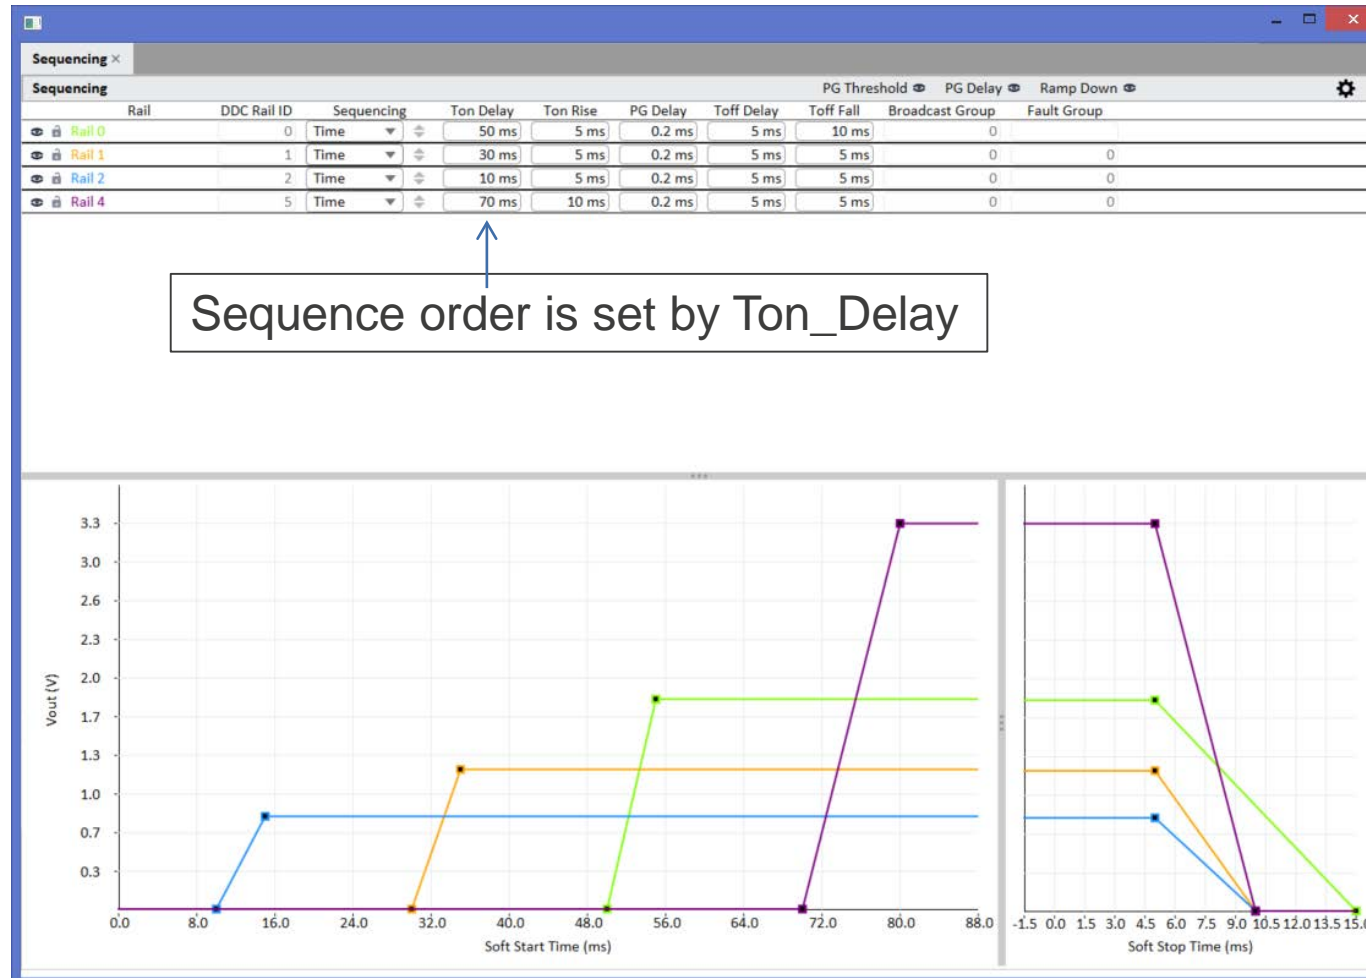 Sequencing ×
Sequencing PG Threshold PG Delay Ramp Down
Rail DDC Rail ID Sequencing Ton Delay Ton Rise PG Delay Toff Delay Toff Fall Broadcast Group Fault Group
Rail 0 0 Time 50 ms 5 ms 0.2 ms 5 ms 10 ms 0
Rail 1 1 Time 30 ms 5 ms 0.2 ms 5 ms 5 ms 0 0
Rail 2 2 Time 10 ms 5 ms 0.2 ms 5 ms 5 ms 0 0
Rail 4 5 Time 70 ms 10 ms 0.2 ms 5 ms 5 ms 0 0
Sequence order is set by Ton_Delay
3.3
3.0
2.6
2.3
2.0
1.7
1.3
1.0
0.7
0.3
Vout (V)
0.0 8.0 16.0 24.0 32.0 40.0 48.0 56.0 64.0 72.0 80.0 88.0
Soft Start Time (ms)
-1.5 0.0 1.5 3.0 4.5 6.0 7.5 9.0 10.5 12.0 13.5 15.0
Soft Stop Time (ms)